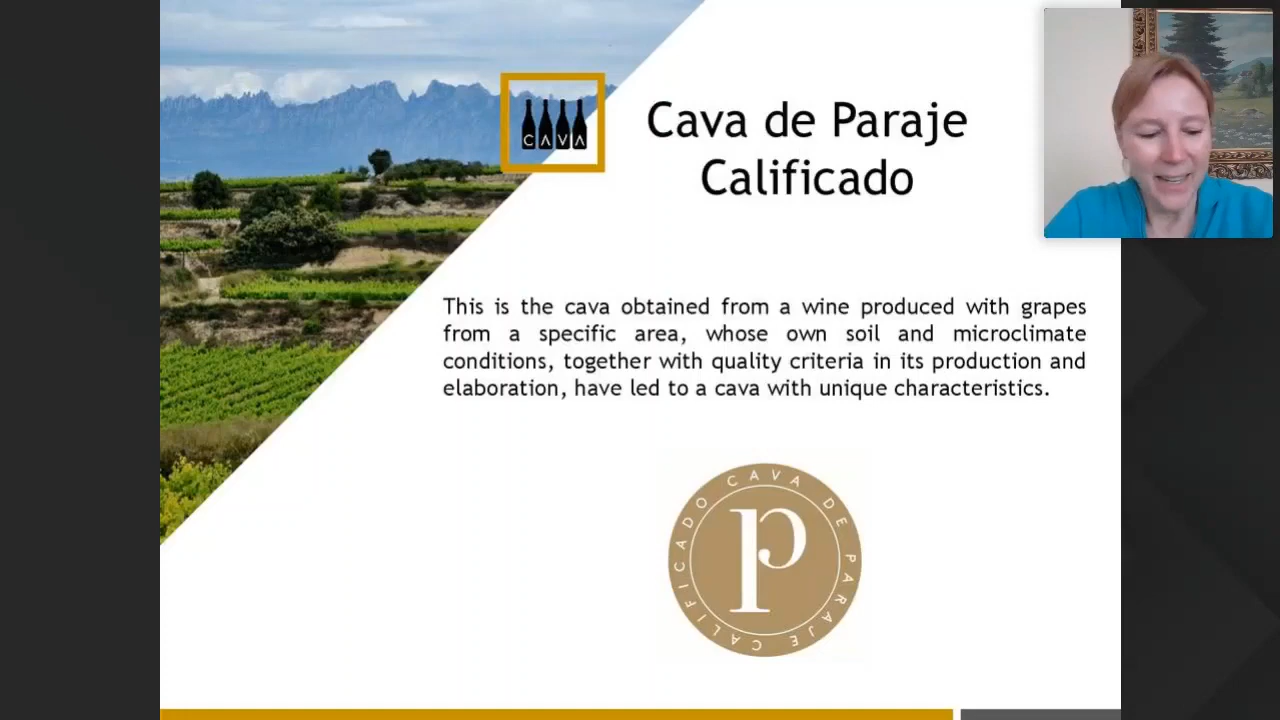 CAVA
Cava de Paraje
Calificado
This is the cava obtained from a wine produced with grapes
from a specific area, whose own soil and microclimate
conditions, together with quality criteria in its production and
elaboration, have led to a cava with unique characteristics.
CAVA DE PARAJE CALIFICADO
p